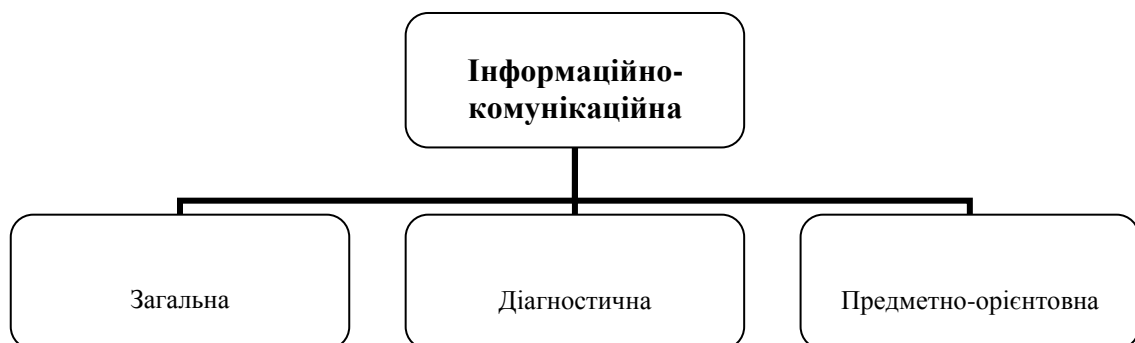 Інформаційно-
комунікаційна
Загальна
Діагностична
Предметно-орієнтовна